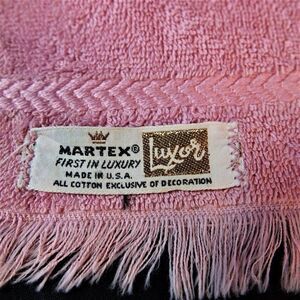 MARTEX®
FIRST IN LUXURY
Luxor
MADE IN U.S.A.
ALL COTTON EXCLUSIVE OF DECORATION